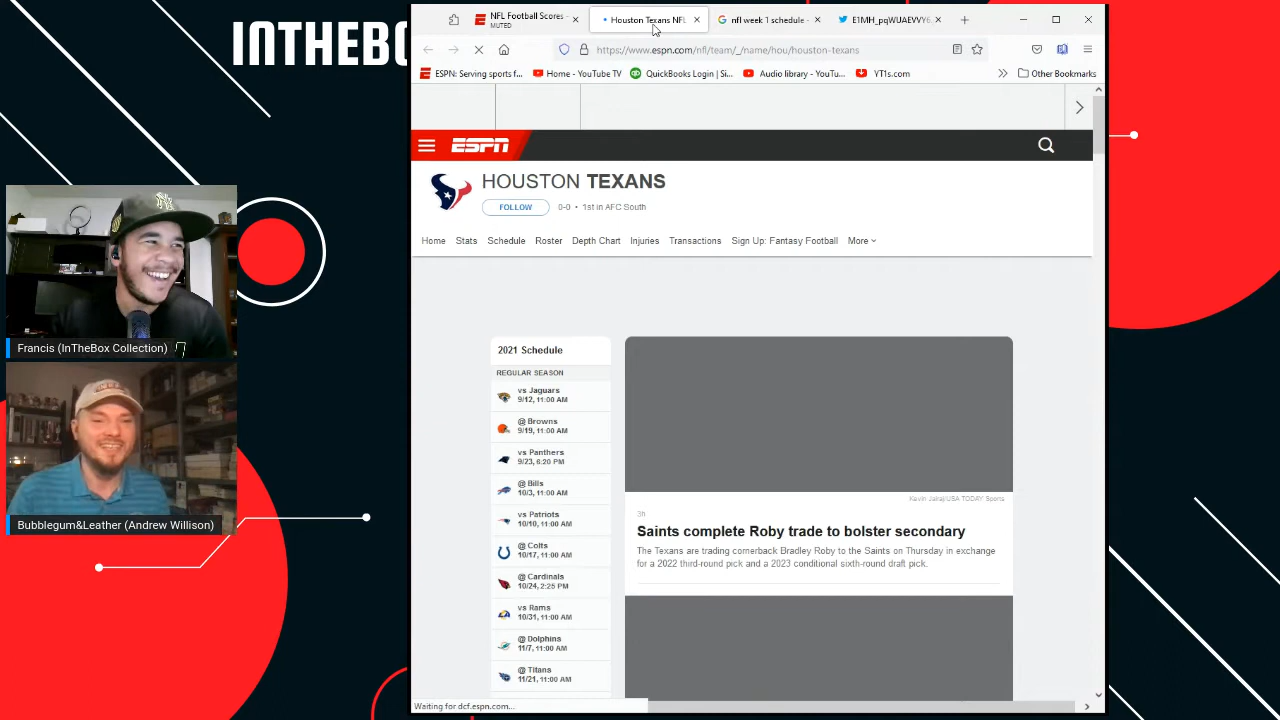 INTHEBO
NFL Football Scores -
MUTED
Houston Texans NFL
nfl week 1 schedule -
E1MH_pqWUAEVVY6.
https://www.espn.com/nfl/team/_/name/hou/houston-texans
ESPN: Serving sports f...
Home - YouTube TV
QuickBooks Login | Si...
Audio library - YouTu...
YT1s.com
Other Bookmarks
ESPN
HOUSTON TEXANS
FOLLOW
0-0 • 1st in AFC South
Home Stats Schedule Roster Depth Chart Injuries Transactions Sign Up: Fantasy Football More
2021 Schedule
REGULAR SEASON
vs Jaguars
9/12, 11:00 AM
@ Browns
9/19, 11:00 AM
vs Panthers
9/23, 6:20 PM
@ Bills
10/3, 11:00 AM
vs Patriots
10/10, 11:00 AM
@ Colts
10/17, 11:00 AM
@ Cardinals
10/24, 2:25 PM
vs Rams
10/31, 11:00 AM
@ Dolphins
11/7, 11:00 AM
@ Titans
11/21, 11:00 AM
Kevin Jairaj/USA TODAY Sports
3h
Saints complete Roby trade to bolster secondary
The Texans are trading cornerback Bradley Roby to the Saints on Thursday in exchange
for a 2022 third-round pick and a 2023 conditional sixth-round draft pick.
Waiting for dcf.espn.com...
Francis (InTheBox Collection)
Bubblegum&Leather (Andrew Willison)